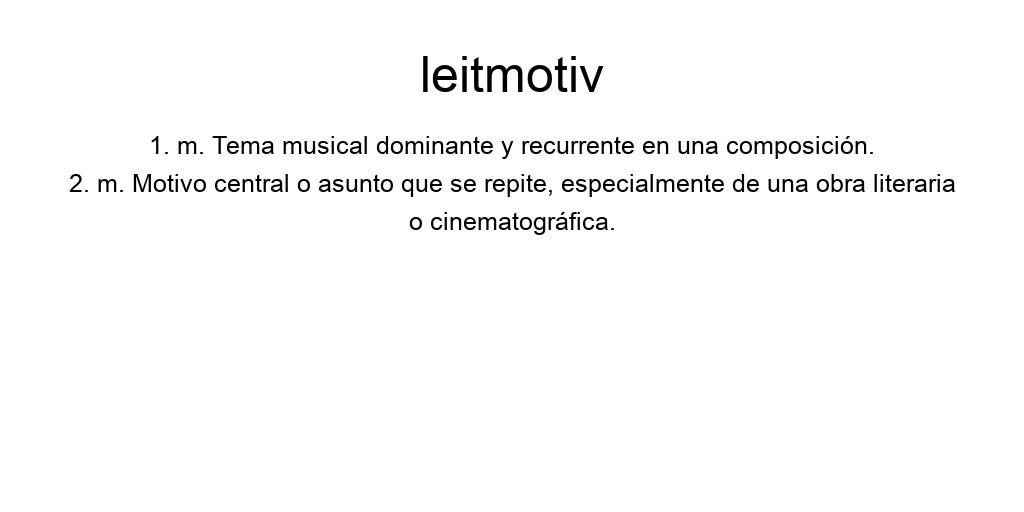 leitmotiv
1. m. Tema musical dominante y recurrente en una composición.
2. m. Motivo central o asunto que se repite, especialmente de una obra literaria
o cinematográfica.